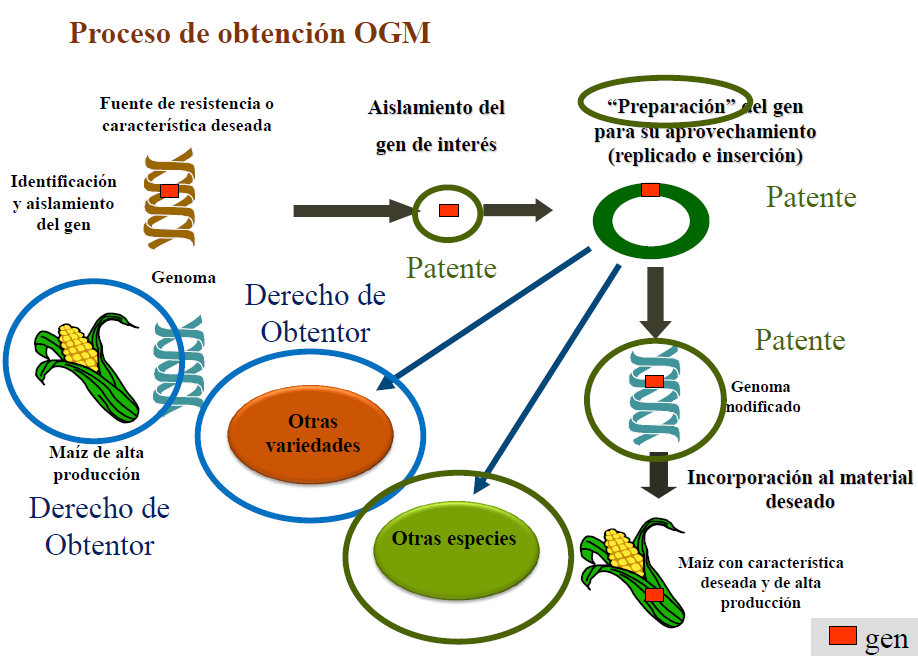 Proceso de obtención OGM
Fuente de resistencia o
característica deseada
Aislamiento del
gen de interés
“Preparación” del gen
para su aprovechamiento
(replicado e inserción)
Identificación
y aislamiento
del gen
Patente
Patente
Genoma
Derecho de
Obtentor
Patente
Genoma
modificado
Otras
variedades
Maíz de alta
producción
Incorporación al material
deseado
Derecho de
Obtentor
Otras especies
Maíz con característica
deseada y de alta
producción
gen